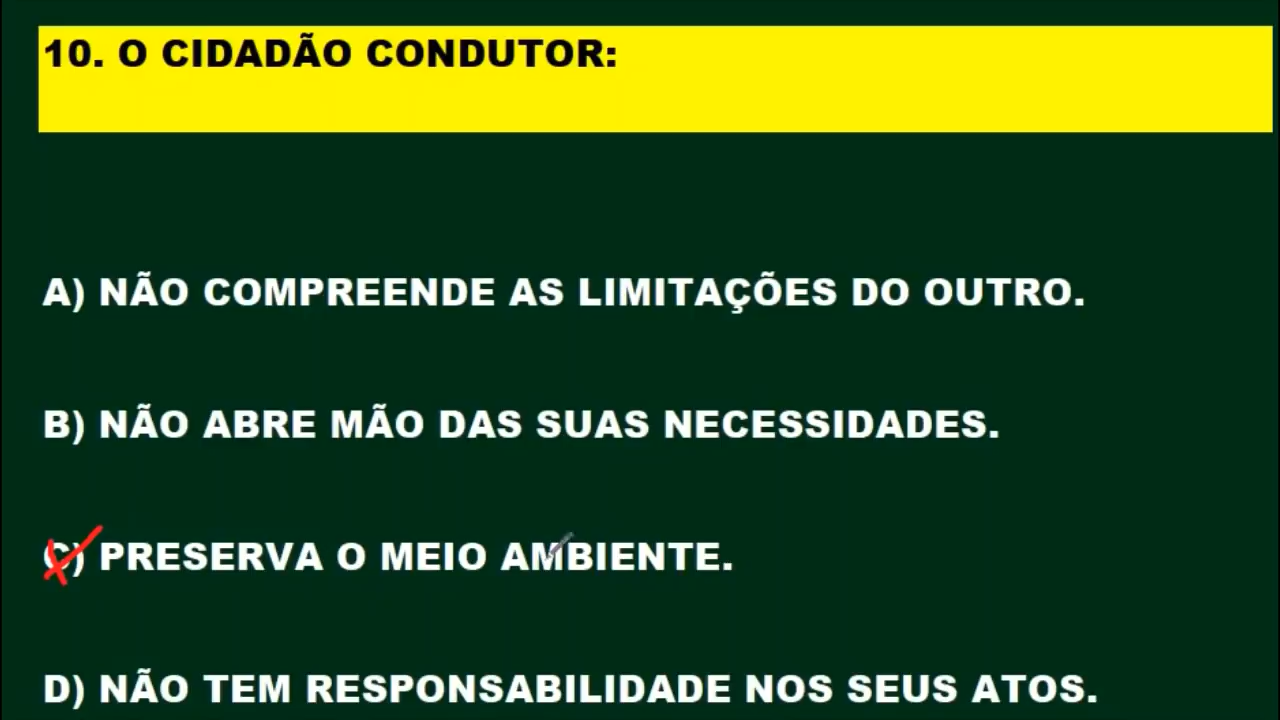 10. O CIDADÃO CONDUTOR:
A) NÃO COMPREENDE AS LIMITAÇÕES DO OUTRO.
B) NÃO ABRE MÃO DAS SUAS NECESSIDADES.
C) PRESERVA O MEIO AMBIENTE.
D) NÃO TEM RESPONSABILIDADE NOS SEUS ATOS.